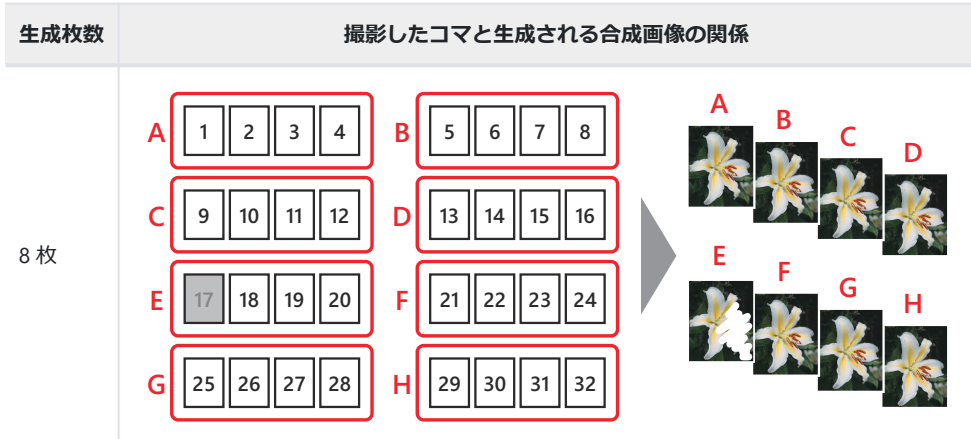 生成枚数
撮影したコマと生成される合成画像の関係
8 枚
A 1 2 3 4
B 5 6 7 8
C 9 10 11 12
D 13 14 15 16
E 17 18 19 20
F 21 22 23 24
G 25 26 27 28
H 29 30 31 32
A
B
C
D
E
F
G
H